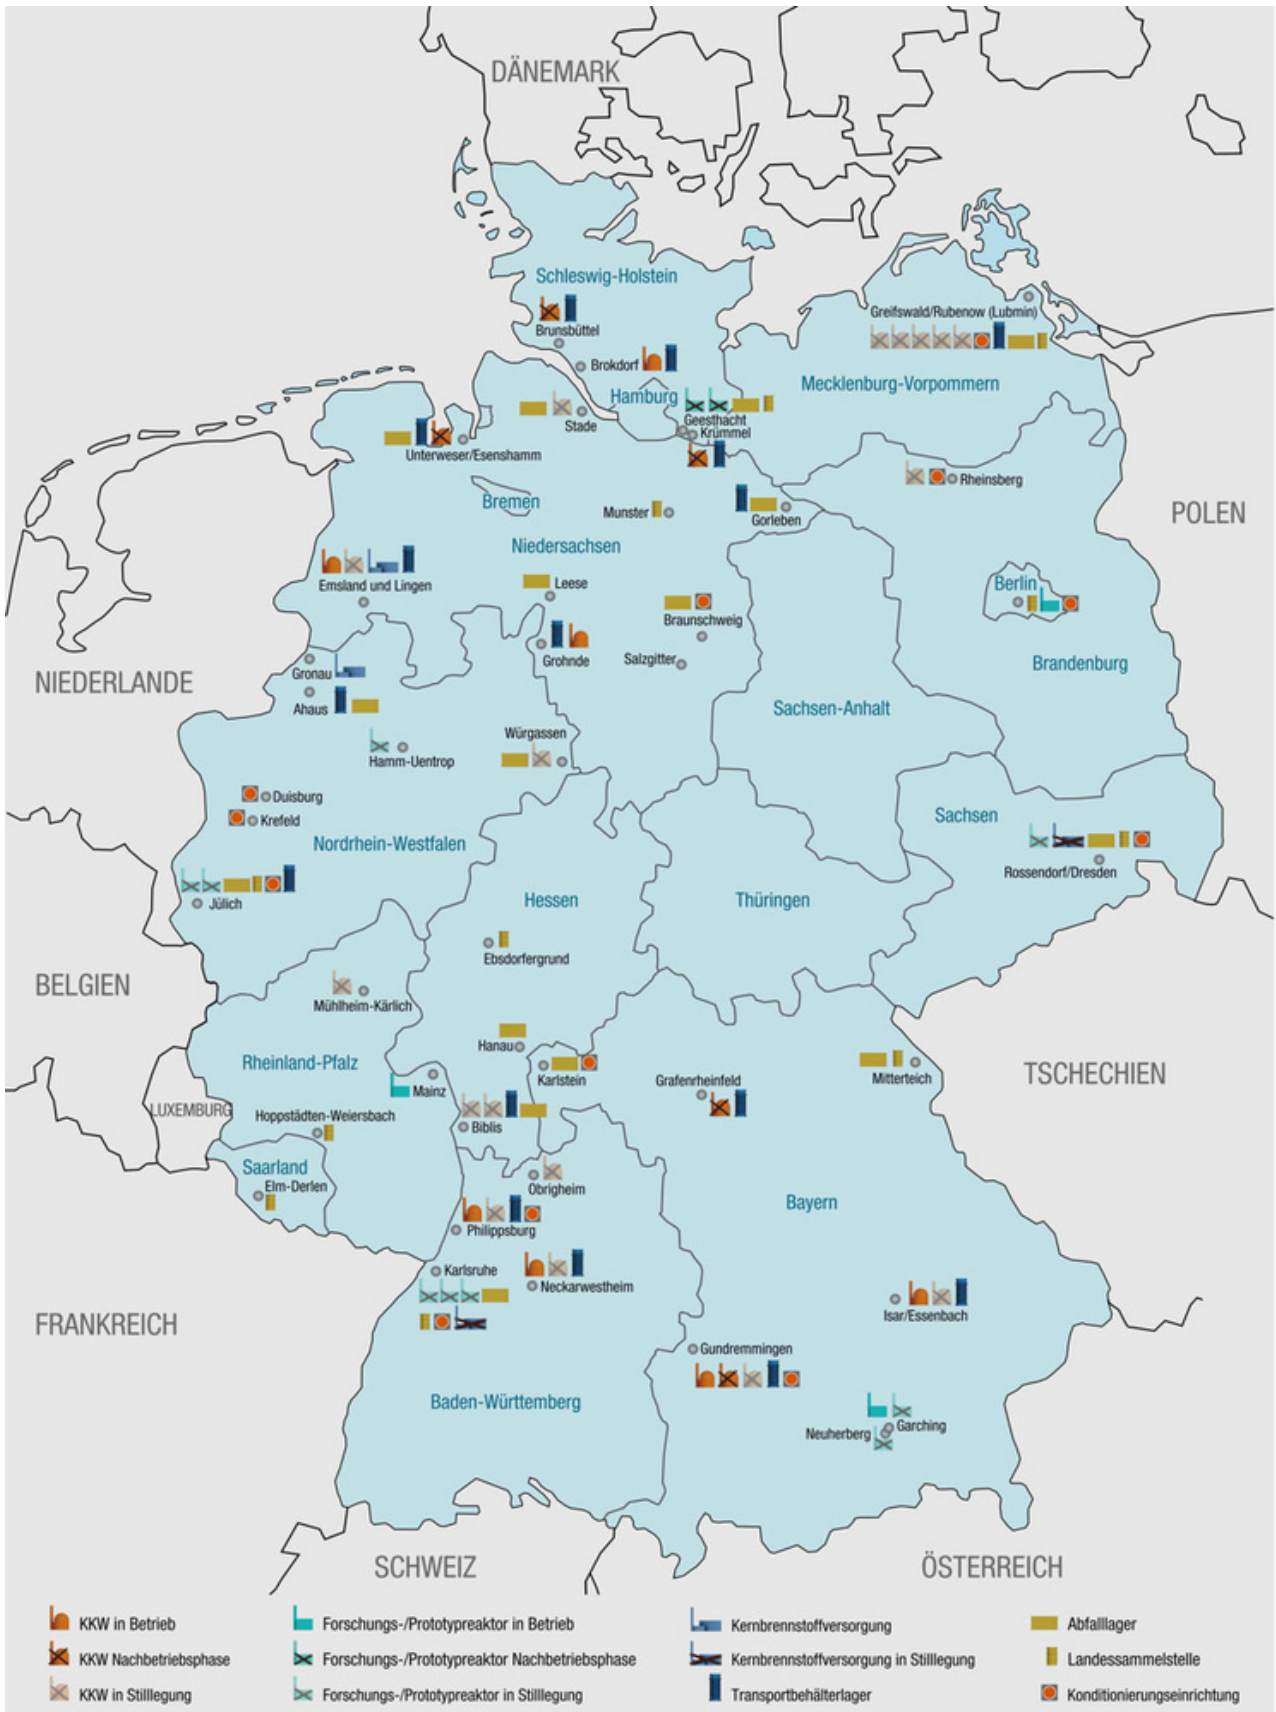 DÄNEMARK
Schleswig-Holstein
Brunsbüttel
Greifswald/Rubenow (Lubmin)
Brokdorf
Mecklenburg-Vorpommern
Hamburg
Stade
Geesthacht
Krümmel
Unterweser/Esenshamm
Rheinsberg
Bremen
Munster
Gorleben
POLEN
Niedersachsen
Emsland und Lingen
Leese
Berlin
Braunschweig
Grohnde
Salzgitter
Brandenburg
NIEDERLANDE
Gronau
Ahaus
Sachsen-Anhalt
Würgassen
Hamm-Uentrop
Duisburg
Krefeld
Sachsen
Nordrhein-Westfalen
Rossendorf/Dresden
Jülich
Hessen
Thüringen
Ebsdorfergrund
BELGIEN
Mühlheim-Kärlich
Hanau
Rheinland-Pfalz
Karlstein
Grafenrheinfeld
Mitterteich
TSCHECHIEN
Mainz
LUXEMBURG
Hoppstädten-Weiersbach
Biblis
Saarland
Elm-Derlen
Obrigheim
Bayern
Philippsburg
Karlsruhe
Neckarwestheim
FRANKREICH
Isar/Essenbach
Gundremmingen
Baden-Württemberg
Garching
Neuherberg
SCHWEIZ
ÖSTERREICH
KKW in Betrieb
KKW Nachbetriebsphase
KKW in Stilllegung
Forschungs-/Prototypreaktor in Betrieb
Forschungs-/Prototypreaktor Nachbetriebsphase
Forschungs-/Prototypreaktor in Stilllegung
Kernbrennstoffversorgung
Kernbrennstoffversorgung in Stilllegung
Transportbehälterlager
Abfalllager
Landessammelstelle
Konditionierungseinrichtung